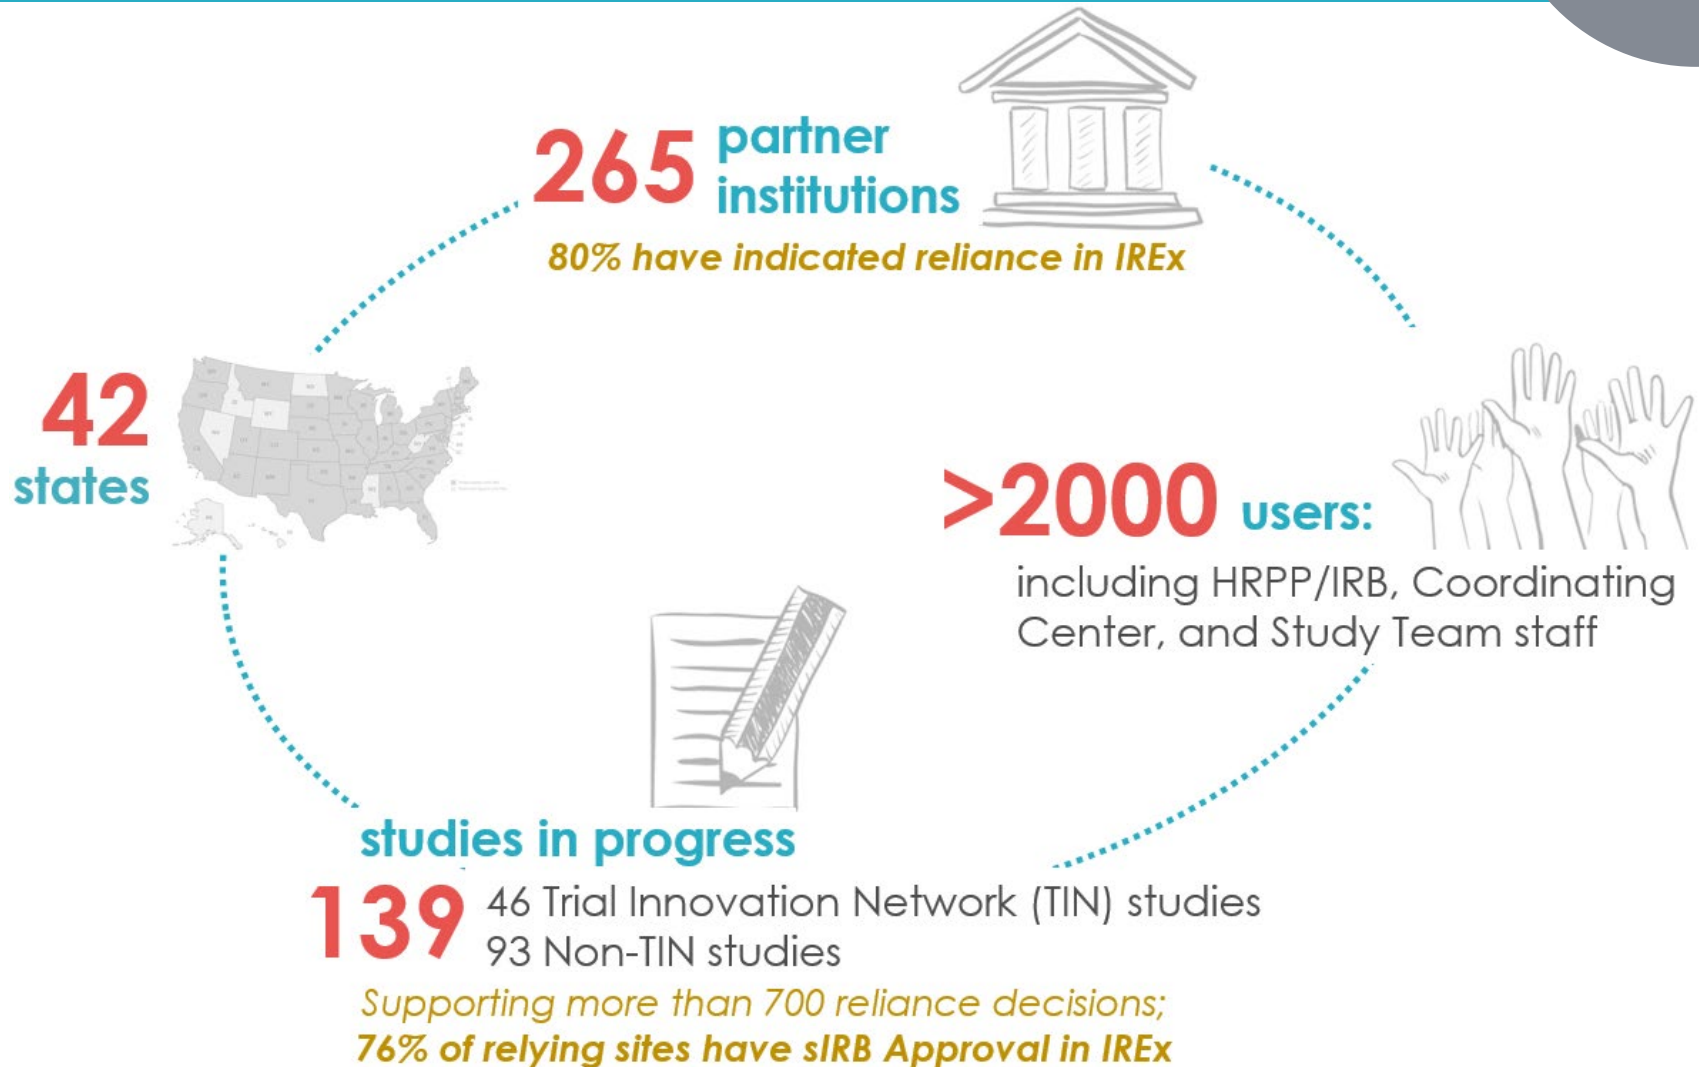 265 partner
institutions
80% have indicated reliance in IREx
42
states
>2000 users:
including HRPP/IRB, Coordinating
Center, and Study Team staff
studies in progress
139
46 Trial Innovation Network (TIN) studies
93 Non-TIN studies
Supporting more than 700 reliance decisions;
76% of relying sites have sIRB Approval in IREx